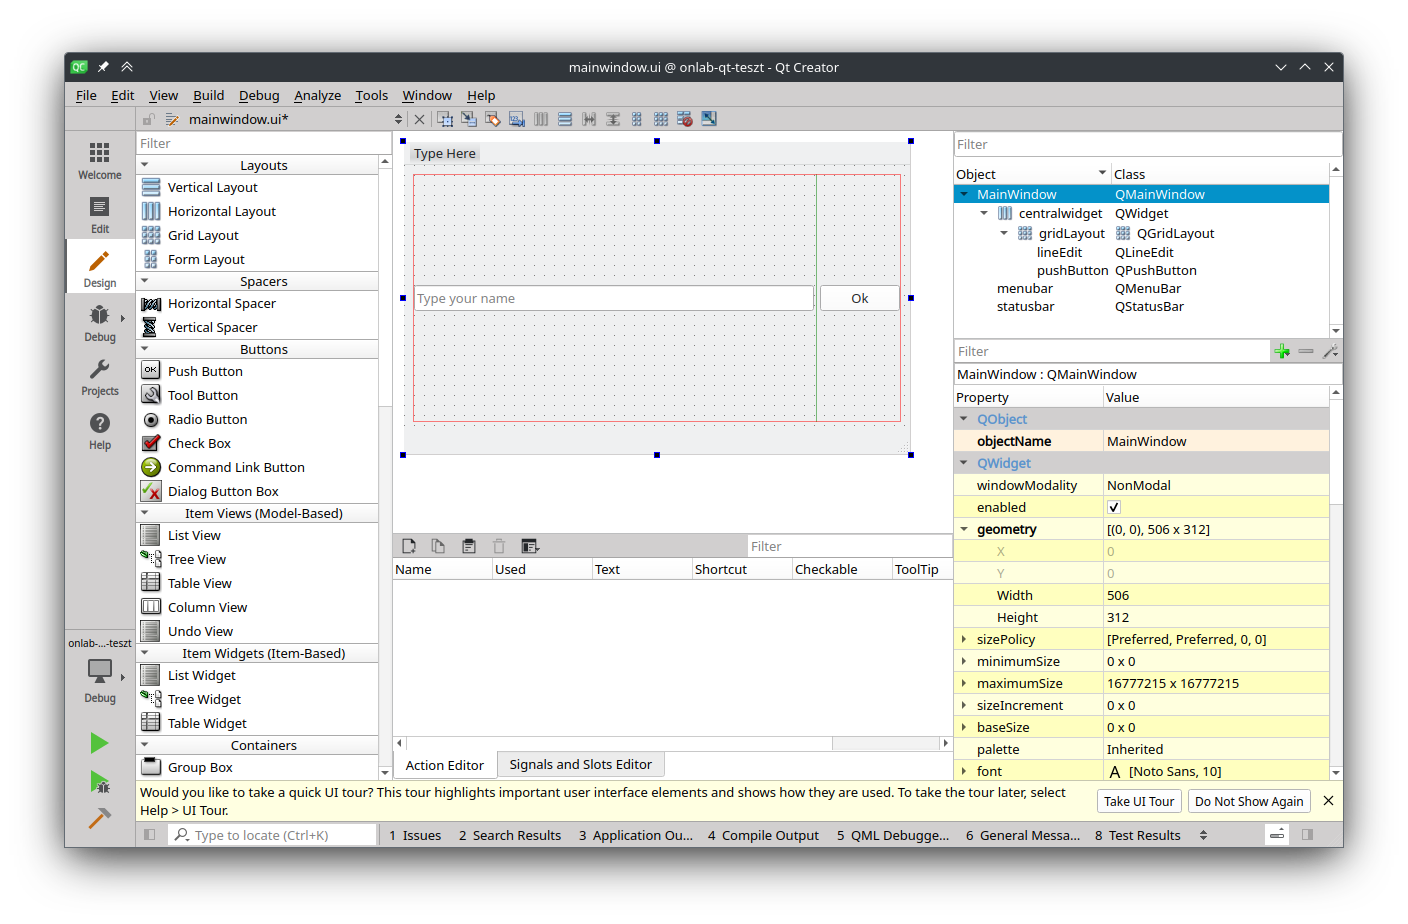 QC
mainwindow.ui @ onlab-qt-teszt - Qt Creator
File Edit View Build Debug Analyze Tools Window Help
mainwindow.ui*
Welcome
Edit
Design
Debug
Projects
Help
onlab-...-teszt
Debug
Filter
Layouts
Vertical Layout
Horizontal Layout
Grid Layout
Form Layout
Spacers
Horizontal Spacer
Vertical Spacer
Buttons
OK Push Button
Tool Button
Radio Button
Check Box
Command Link Button
Dialog Button Box
Item Views (Model-Based)
List View
Tree View
Table View
Column View
Undo View
Item Widgets (Item-Based)
List Widget
Tree Widget
Table Widget
Containers
Group Box
Type Here
Type your name Ok
Filter
Name Used Text Shortcut Checkable ToolTip
Action Editor Signals and Slots Editor
Filter
Object Class
MainWindow QMainWindow
centralwidget QWidget
gridLayout QGridLayout
lineEdit QLineEdit
pushButton QPushButton
menubar QMenuBar
statusbar QStatusBar
Filter
MainWindow : QMainWindow
Property Value
QObject
objectName MainWindow
QWidget
windowModality NonModal
enabled
geometry [(0, 0), 506 x 312]
X 0
Y 0
Width 506
Height 312
sizePolicy [Preferred, Preferred, 0, 0]
minimumSize 0 x 0
maximumSize 16777215 x 16777215
sizeIncrement 0 x 0
baseSize 0 x 0
palette Inherited
font A [Noto Sans, 10]
Would you like to take a quick UI tour? This tour highlights important user interface elements and shows how they are used. To take the tour later, select
Help > UI Tour.
Take UI Tour Do Not Show Again
Type to locate (Ctrl+K) 1 Issues 2 Search Results 3 Application Ou... 4 Compile Output 5 QML Debugge... 6 General Messa... 8 Test Results